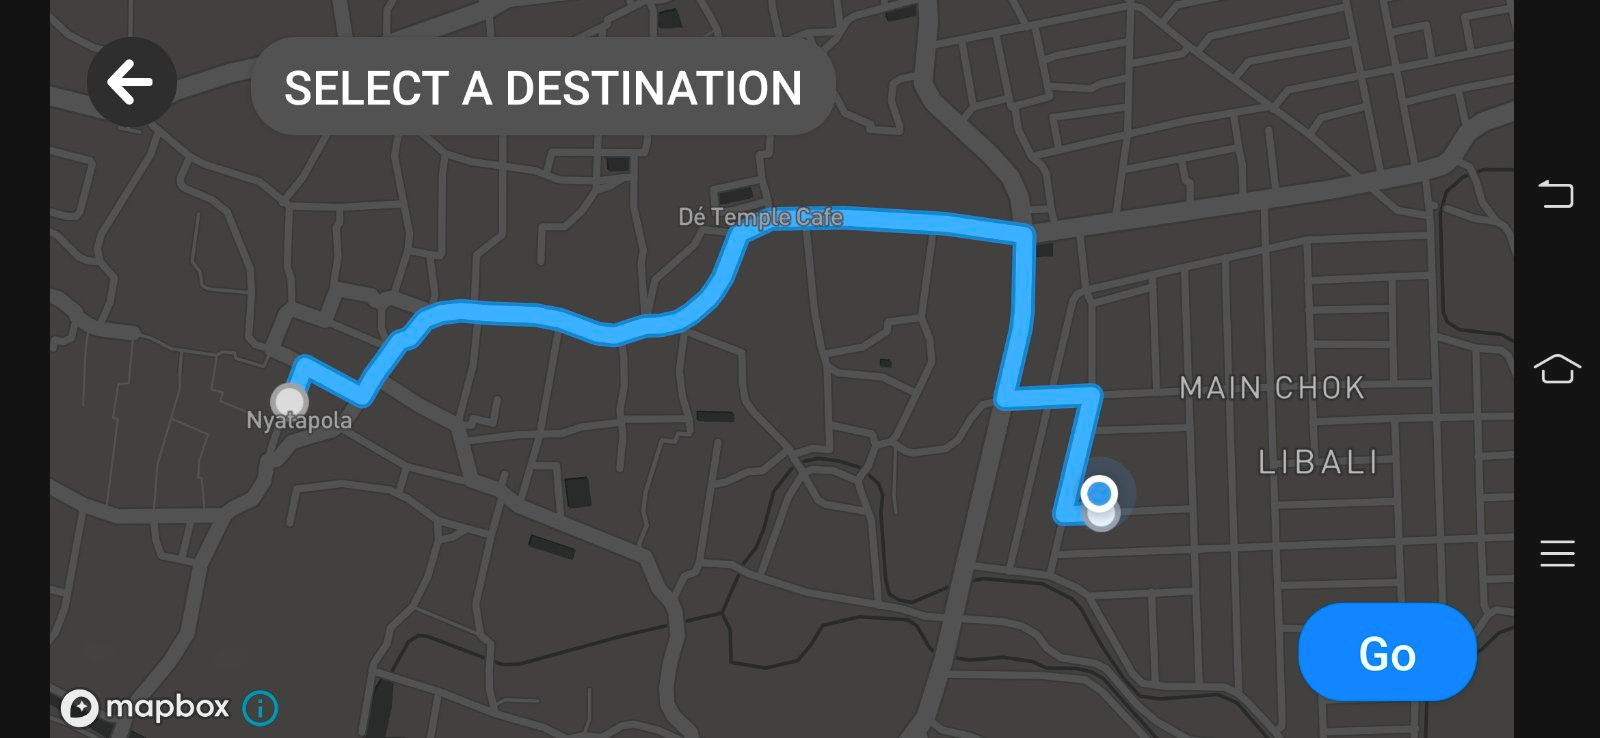 SELECT A DESTINATION
Dé Temple Cafe
MAIN CHOK
Nyatapola
LIBALI
Go
mapbox